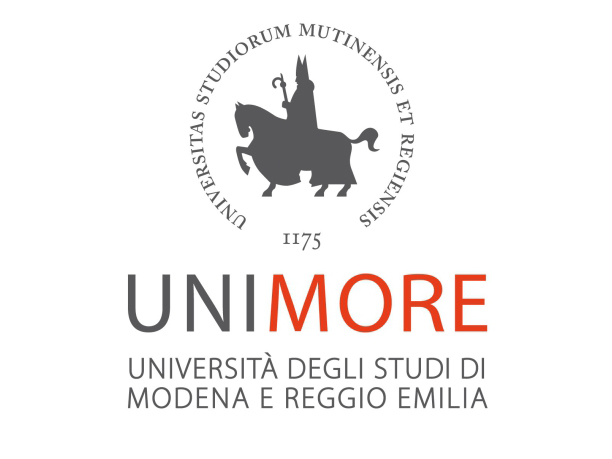 UNIVERSITAS STUDIORUM MUTINENSIS ET REGIENSIS
1175
UNIMORE
UNIVERSITÀ DEGLI STUDI DI
MODENA E REGGIO EMILIA